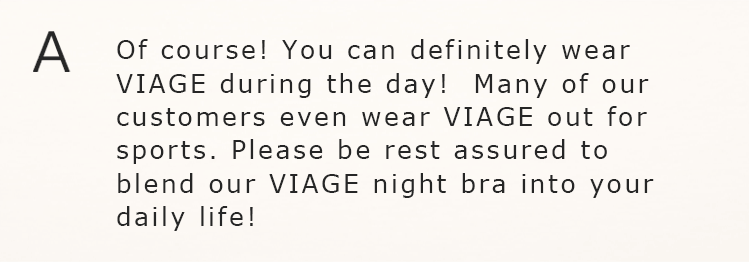 A
Of course! You can definitely wear
VIAGE during the day!  Many of our
customers even wear VIAGE out for
sports. Please be rest assured to
blend our VIAGE night bra into your
daily life!